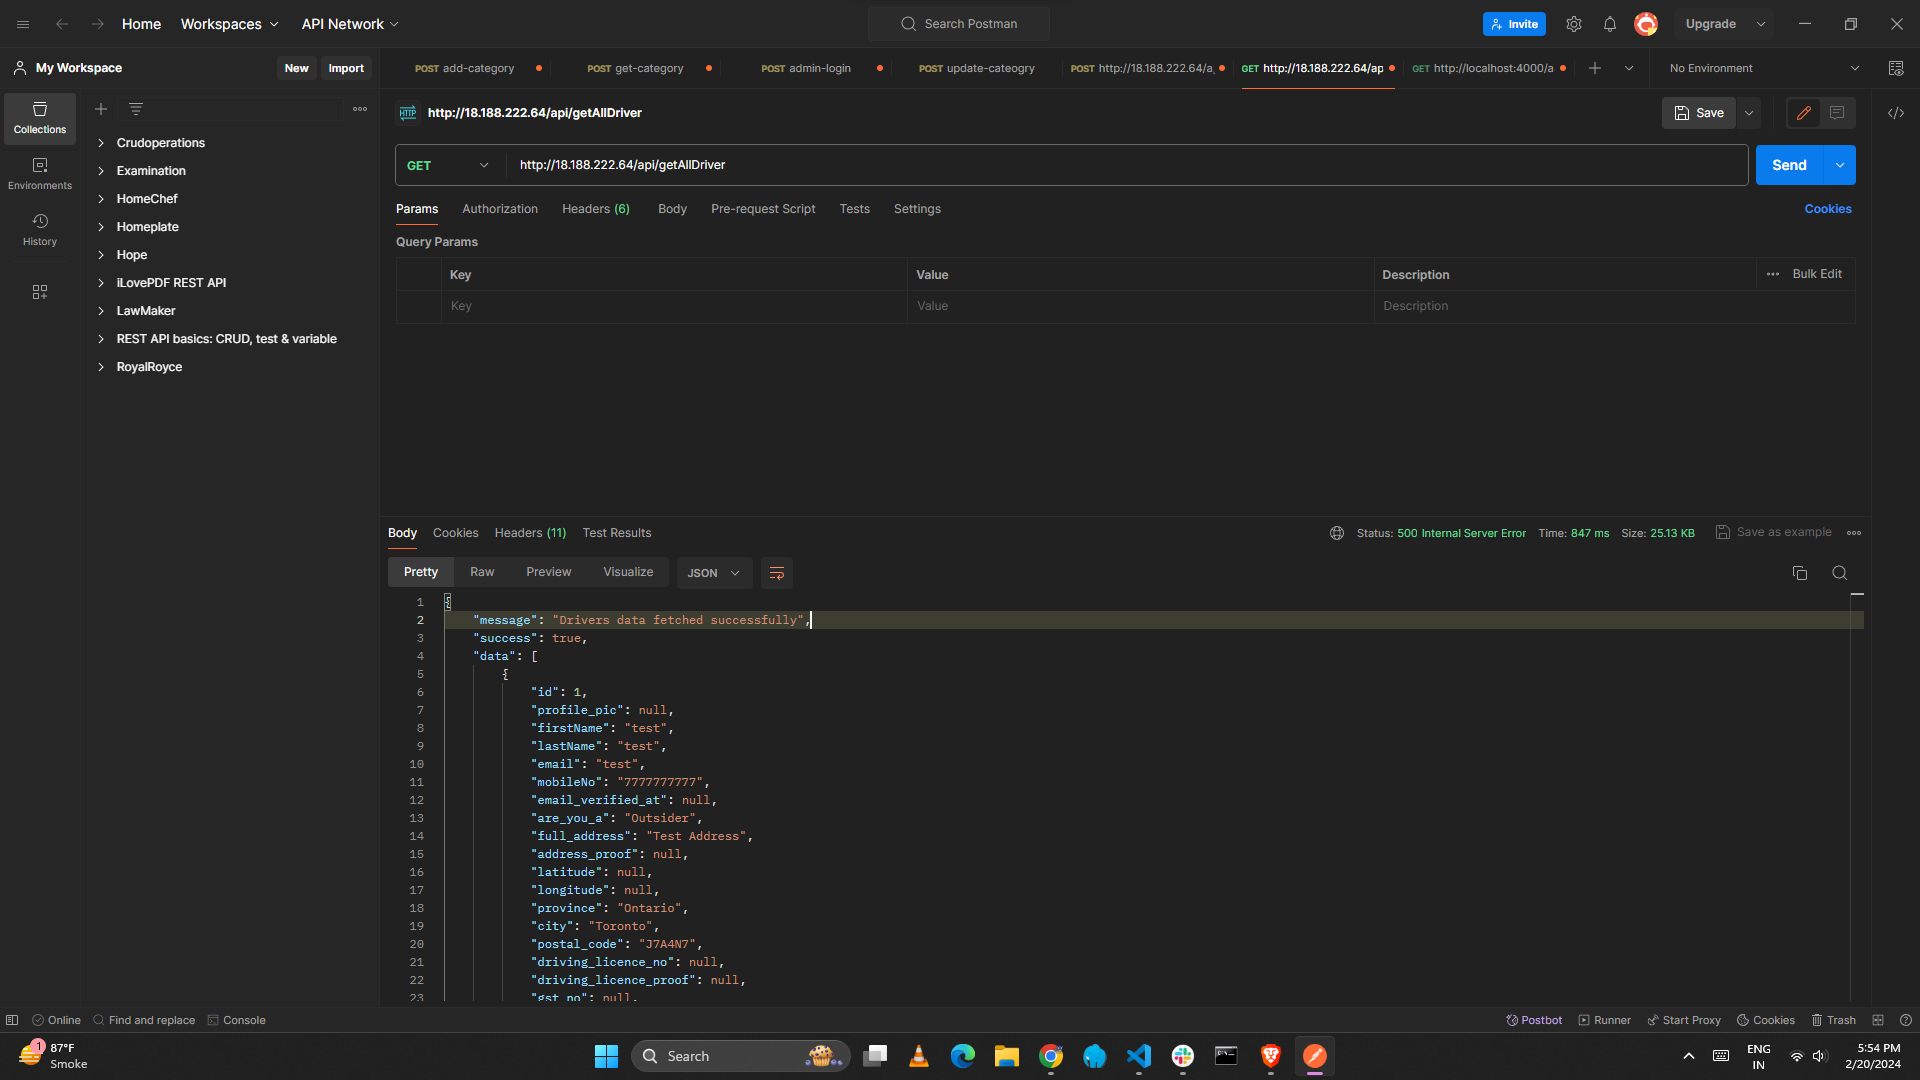 Home Workspaces API Network Search Postman Invite Upgrade
My Workspace New Import POST add-category POST get-category POST admin-login POST update-cateogry POST http://18.188.222.64/a GET http://18.188.222.64/ap GET http://localhost:4000/a No Environment
Collections
Environments
History
Crudoperations
Examination
HomeChef
Homeplate
Hope
iLovePDF REST API
LawMaker
REST API basics: CRUD, test & variable
RoyalRoyce
HTTP http://18.188.222.64/api/getAllDriver Save
GET http://18.188.222.64/api/getAllDriver Send
Params Authorization Headers (6) Body Pre-request Script Tests Settings Cookies
Query Params
Key Value Description Bulk Edit
Key Value Description
Body Cookies Headers (11) Test Results Status: 500 Internal Server Error Time: 847 ms Size: 25.13 KB Save as example
Pretty Raw Preview Visualize JSON
1 {
2 "message": "Drivers data fetched successfully",
3 "success": true,
4 "data": [
5 {
6 "id": 1,
7 "profile_pic": null,
8 "firstName": "test",
9 "lastName": "test",
10 "email": "test",
11 "mobileNo": "7777777777",
12 "email_verified_at": null,
13 "are_you_a": "Outsider",
14 "full_address": "Test Address",
15 "address_proof": null,
16 "latitude": null,
17 "longitude": null,
18 "province": "Ontario",
19 "city": "Toronto",
20 "postal_code": "J7A4N7",
21 "driving_licence_no": null,
22 "driving_licence_proof": null,
23 "gst_no": null,
Online Find and replace Console Postbot Runner Start Proxy Cookies Trash
1 87°F
Smoke
Search
ENG
IN
5:54 PM
2/20/2024